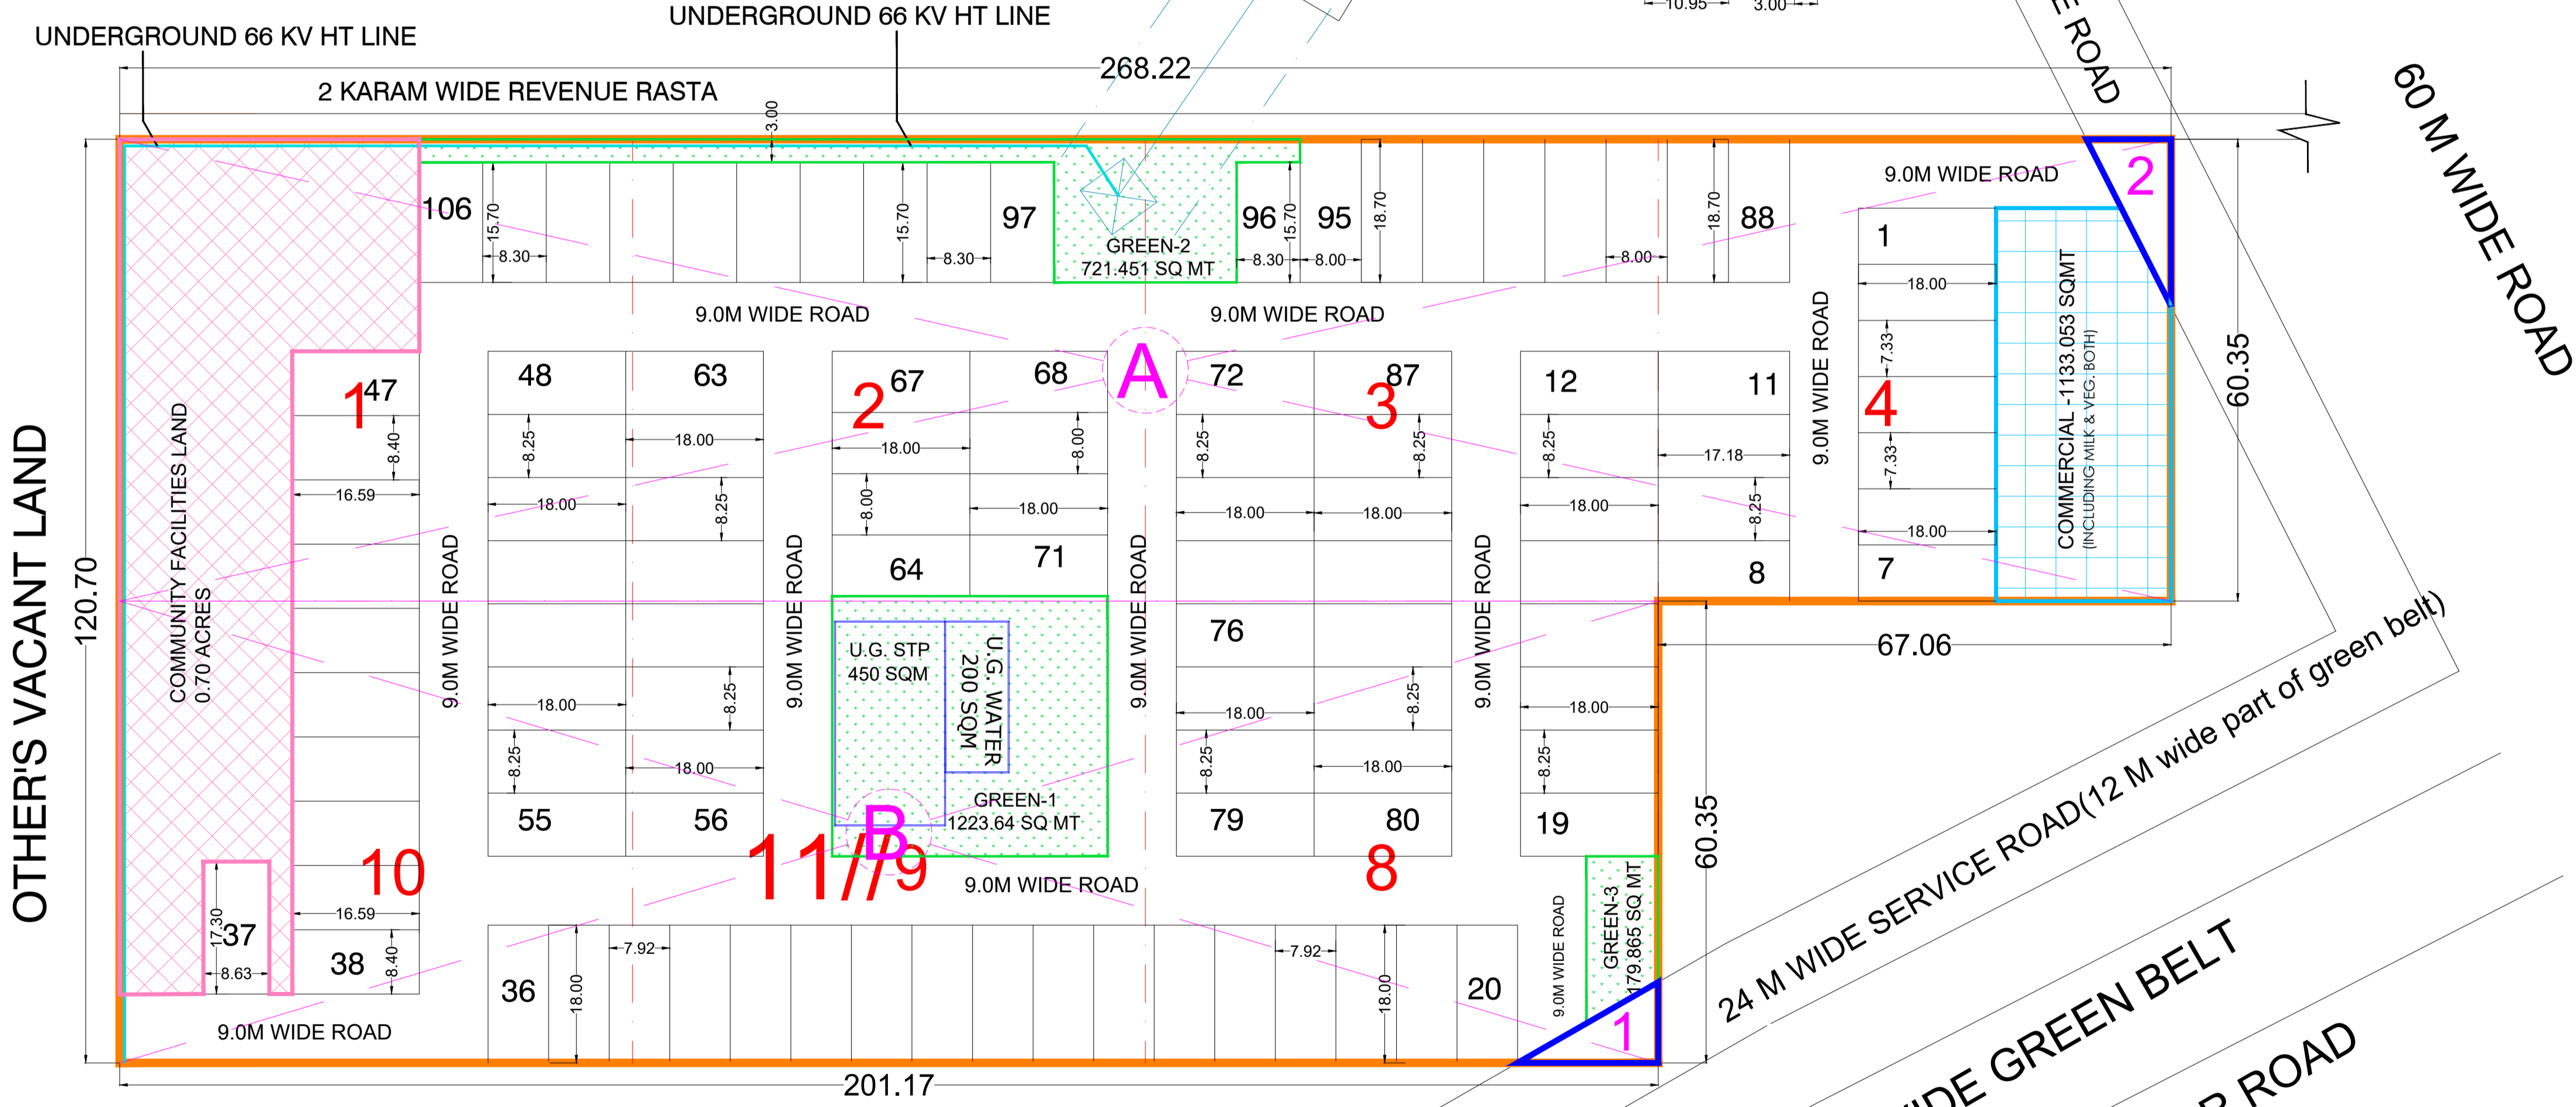 UNDERGROUND 66 KV HT LINE
UNDERGROUND 66 KV HT LINE
10.95
3.00
E ROAD
268.22
2 KARAM WIDE REVENUE RASTA
3.00
60 M WIDE ROAD
106
15.70
8.30
15.70
8.30
97
GREEN-2
721.451 SQ MT
96
15.70
8.30
95
8.00
18.70
8.00
18.70
88
9.0M WIDE ROAD
2
1
18.00
7.33
7.33
18.00
7
4
COMMERCIAL -1133.053 SQMT
(INCLUDING MILK & VEG. BOTH)
60.35
9.0M WIDE ROAD
9.0M WIDE ROAD
9.0M WIDE ROAD
A
OTHER'S VACANT LAND
120.70
COMMUNITY FACILITIES LAND
0.70 ACRES
1
47
8.40
16.59
9.0M WIDE ROAD
48
63
8.25
18.00
18.00
8.25
9.0M WIDE ROAD
2
67
68
18.00
8.00
8.00
18.00
64
71
9.0M WIDE ROAD
72
3
87
8.25
8.25
18.00
18.00
9.0M WIDE ROAD
12
11
8.25
17.18
18.00
8.25
8
67.06
U.G. STP
450 SQM
U.G. WATER
200 SQM
GREEN-1
1223.64 SQ MT
B
18.00
8.25
8.25
18.00
55
56
76
18.00
8.25
8.25
18.00
79
80
18.00
8.25
19
60.35
10
11//9
8
9.0M WIDE ROAD
17.30
37
8.63
16.59
38
8.40
9.0M WIDE ROAD
36
18.00
7.92
7.92
18.00
20
9.0M WIDE ROAD
GREEN-3
179.865 SQ MT
1
201.17
24 M WIDE SERVICE ROAD(12 M wide part of green belt)
IDE GREEN BELT
R ROAD